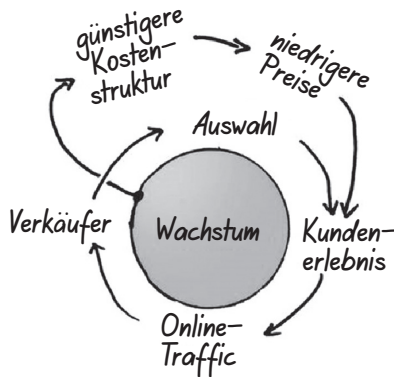 günstigere
Kosten-
struktur
niedrigere
Preise
Auswahl
Verkäufer
Wachstum
Kunden-
erlebnis
Online-
Traffic